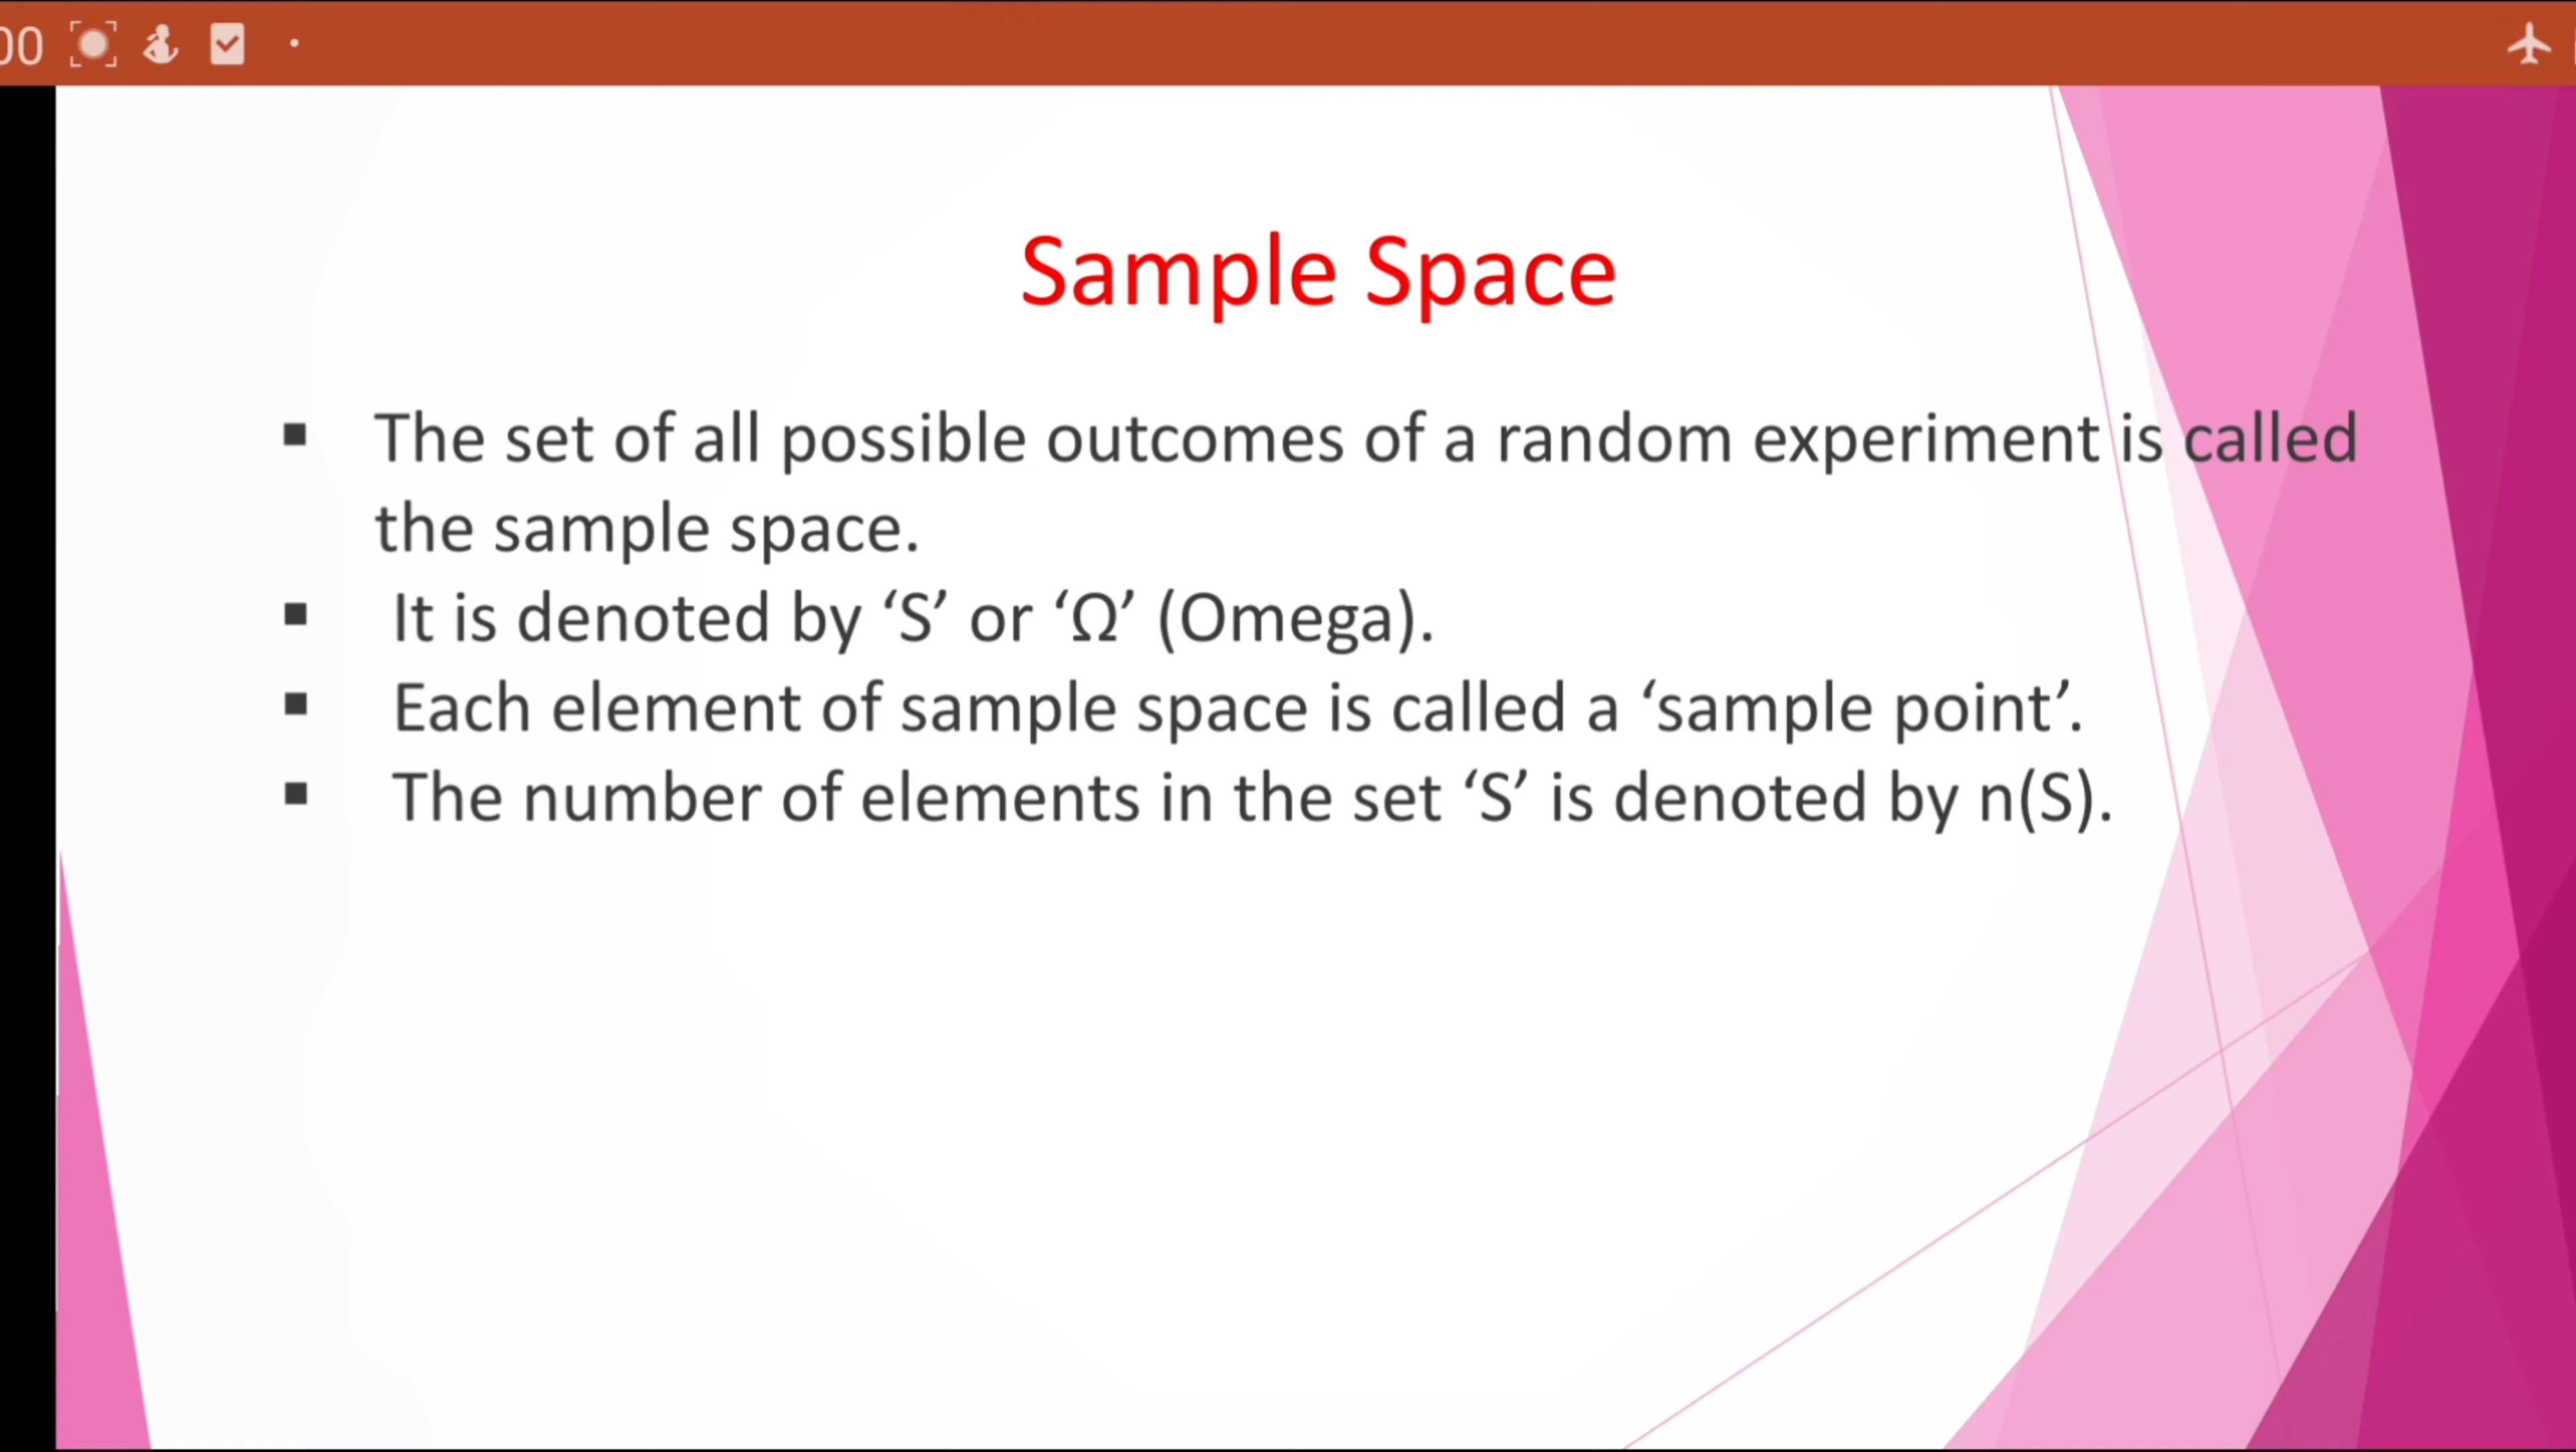 00
Sample Space
▪ The set of all possible outcomes of a random experiment is called
the sample space.
▪ It is denoted by ‘S’ or ‘Ω’ (Omega).
▪ Each element of sample space is called a ‘sample point’.
▪ The number of elements in the set ‘S’ is denoted by n(S).